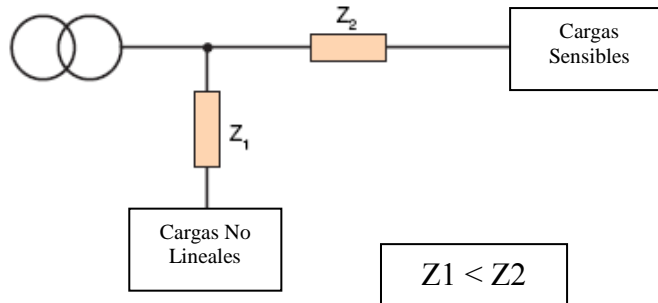 Z₂
Cargas
Sensibles
Z₁
Cargas No
Lineales
Z1 < Z2